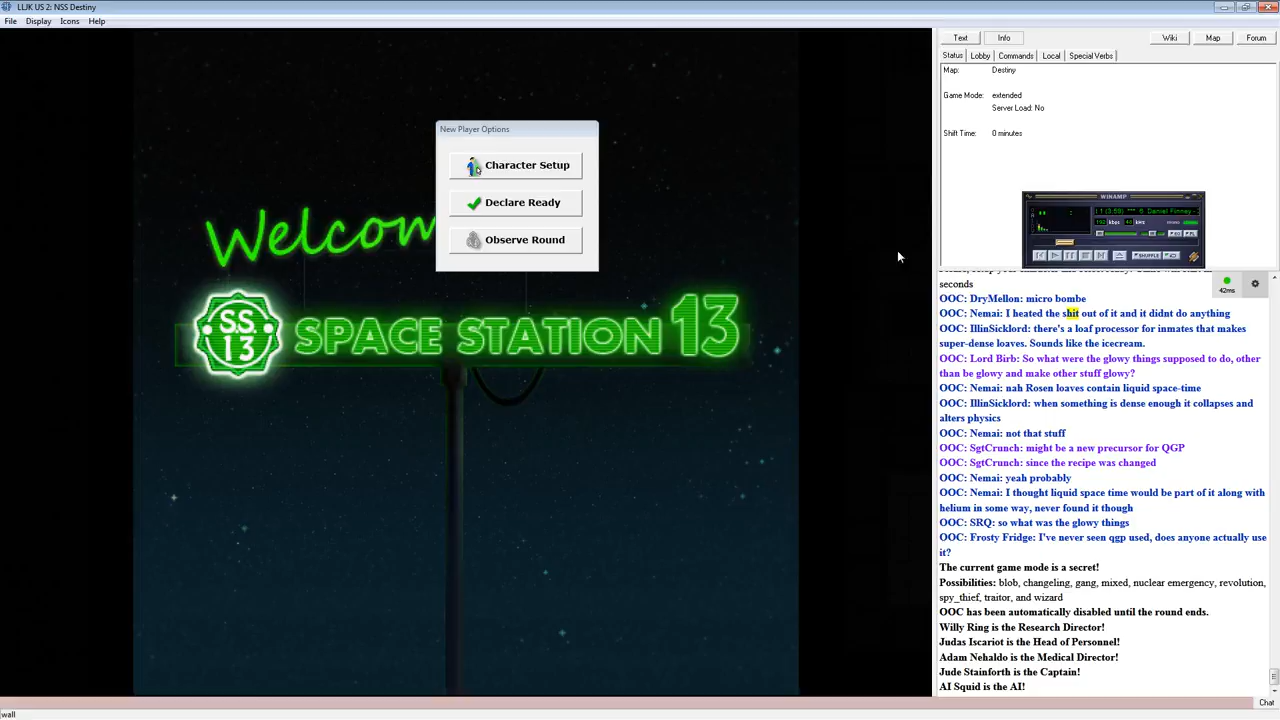 LLJK US 2: NSS Destiny
File Display Icons Help
Text Info Wiki Map Forum
Status Lobby Commands Local Special Verbs
Map: Destiny
Game Mode: extended
Server Load: No
Shift Time: 0 minutes
New Player Options
Character Setup
Declare Ready
Observe Round
Welcom
S.S.
13
SPACE STATION 13
WINAMP
1 (3:59) *** 6. Daniel Finney -
192 kbps
SHUFFLE
seconds
42ms
OOC: DryMellon: micro bombe
OOC: Nemai: I heated the shit out of it and it didnt do anything
OOC: IllinSicklord: there's a loaf processor for inmates that makes
super-dense loaves. Sounds like the icecream.
OOC: Lord Birb: So what were the glowy things supposed to do, other
than be glowy and make other stuff glowy?
OOC: Nemai: nah Rosen loaves contain liquid space-time
OOC: IllinSicklord: when something is dense enough it collapses and
alters physics
OOC: Nemai: not that stuff
OOC: SgtCrunch: might be a new precursor for QGP
OOC: SgtCrunch: since the recipe was changed
OOC: Nemai: yeah probably
OOC: Nemai: I thought liquid space time would be part of it along with
helium in some way, never found it though
OOC: SRQ: so what was the glowy things
OOC: Frosty Fridge: I've never seen qgp used, does anyone actually use
it?
The current game mode is a secret!
Possibilities: blob, changeling, gang, mixed, nuclear emergency, revolution,
spy_thief, traitor, and wizard
OOC has been automatically disabled until the round ends.
Willy Ring is the Research Director!
Judas Iscariot is the Head of Personnel!
Adam Nehaldo is the Medical Director!
Jude Stainforth is the Captain!
AI Squid is the AI!
Chat
wall